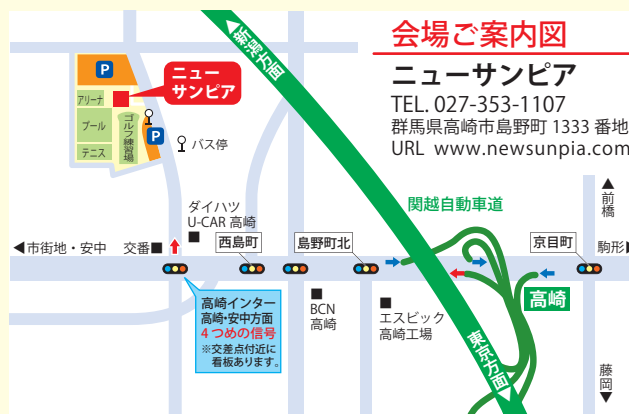 会場ご案内図
ニューサンピア
TEL. 027-353-1107
群馬県高崎市島野町 1333 番地
URL www.newsunpia.com
新潟方面
P
ニュー
サンピア
アリーナ
プール
テニス
ゴルフ練習場
P
バス停
関越自動車道
前橋
ダイハツ
U-CAR 高崎
市街地・安中
交番
西島町
島野町北
京目町
駒形
高崎インター
高崎・安中方面
4つめの信号
※交差点付近に
看板あります。
BCN
高崎
エスビック
高崎工場
高崎
東京方面
藤岡